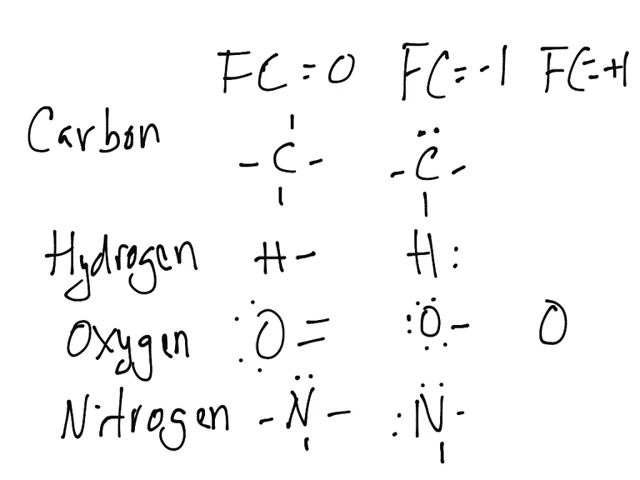 FC=0 FC=-1 FC=+1
Carbon -C- -C̈-
Hydrogen H- H:
Oxygen :O:= :Ö- O
Nitrogen -N̈- :N̈-